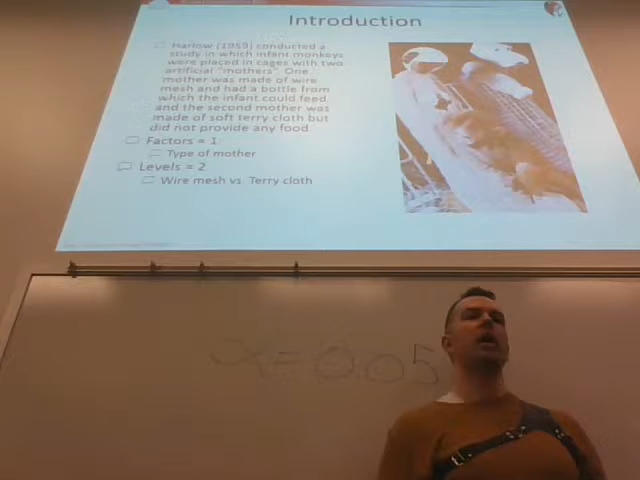 Introduction
Harlow (1959) conducted a
study in which infant monkeys
were placed in cages with two
artificial "mothers" One
mother was made of wire
mesh and had a bottle from
which the infant could feed
and the second mother was
made of soft terry cloth but
did not provide any food
Factors = 1
Type of mother
Levels = 2
Wire mesh vs. Terry cloth
α = 0.05